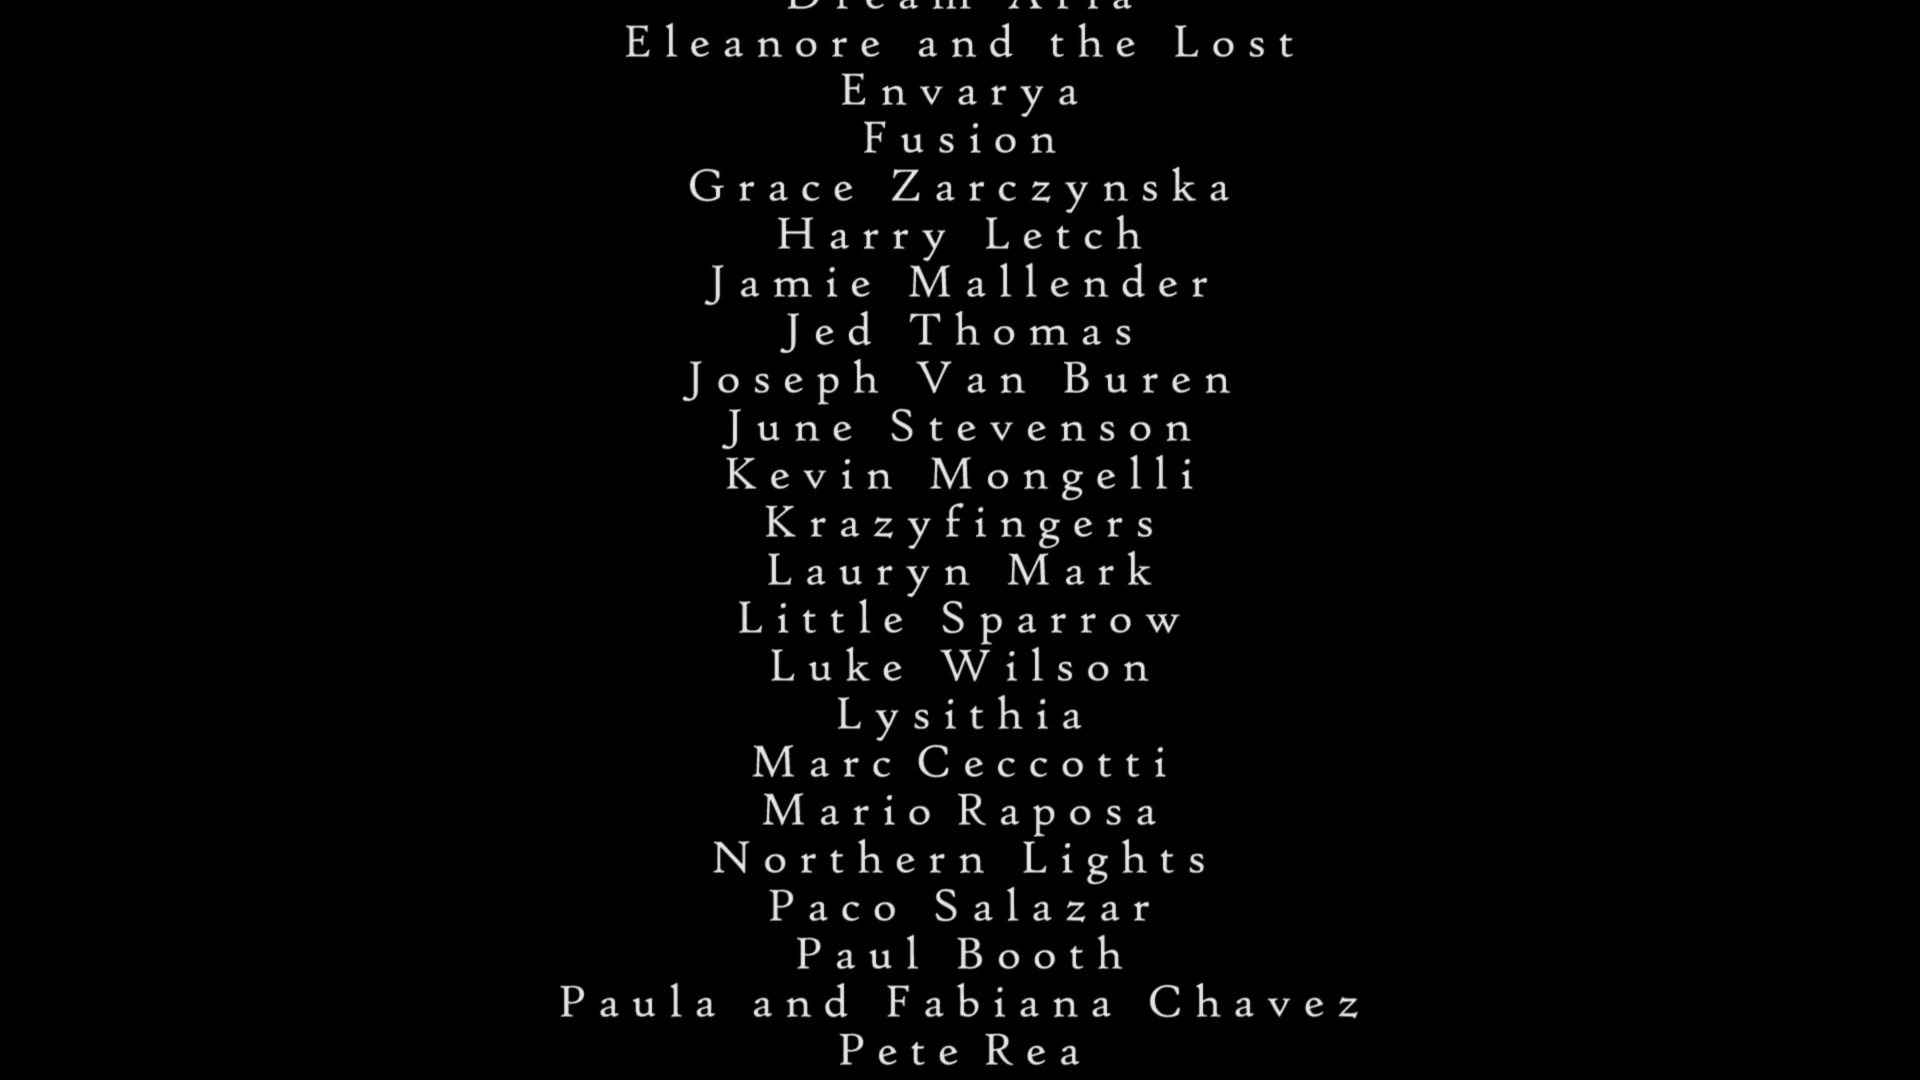 Dream Aria
Eleanore and the Lost
Envarya
Fusion
Grace Zarczynska
Harry Letch
Jamie Mallender
Jed Thomas
Joseph Van Buren
June Stevenson
Kevin Mongelli
Krazyfingers
Lauryn Mark
Little Sparrow
Luke Wilson
Lysithia
Marc Ceccotti
Mario Raposa
Northern Lights
Paco Salazar
Paul Booth
Paula and Fabiana Chavez
Pete Rea